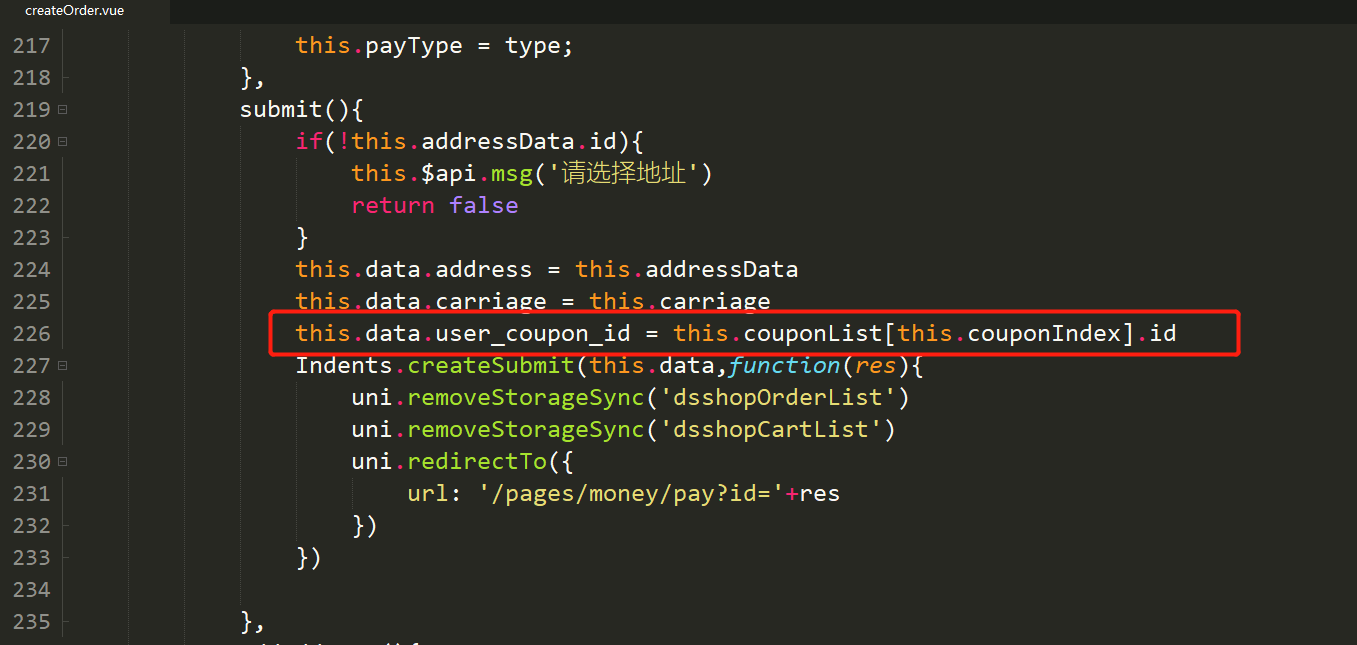 createOrder.vue
217 this.payType = type;
218 },
219 submit(){
220 if(!this.addressData.id){
221 this.$api.msg('请选择地址')
222 return false
223 }
224 this.data.address = this.addressData
225 this.data.carriage = this.carriage
226 this.data.user_coupon_id = this.couponList[this.couponIndex].id
227 Indents.createSubmit(this.data,function(res){
228 uni.removeStorageSync('dsshopOrderList')
229 uni.removeStorageSync('dsshopCartList')
230 uni.redirectTo({
231 url: '/pages/money/pay?id='+res
232 })
233 })
234
235 },